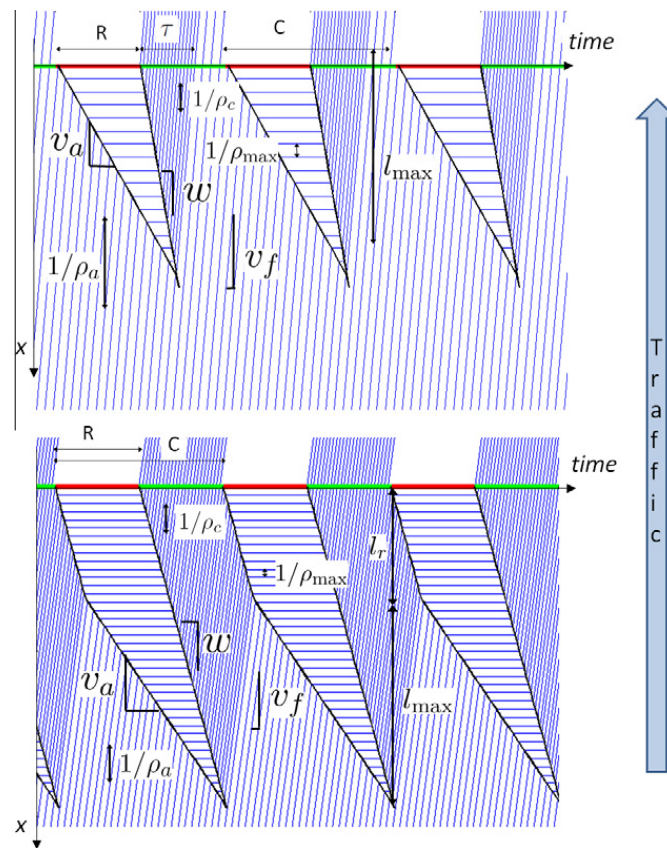 R τ C
time
1/ρ_c
v_a
1/ρ_max
l_max
w
1/ρ_a
v_f
x
R C
time
1/ρ_c
l_r
1/ρ_max
w
v_a
v_f
l_max
1/ρ_a
x
Traffic